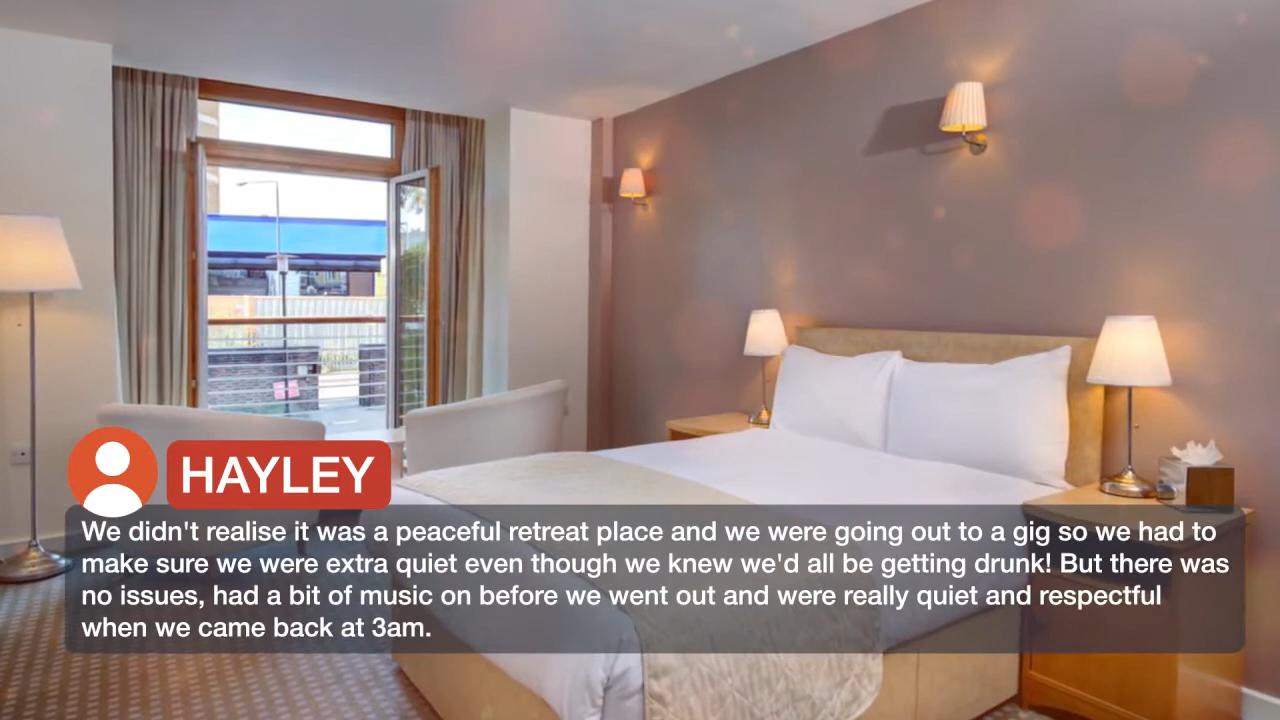 HAYLEY
We didn't realise it was a peaceful retreat place and we were going out to a gig so we had to
make sure we were extra quiet even though we knew we'd all be getting drunk! But there was
no issues, had a bit of music on before we went out and were really quiet and respectful
when we came back at 3am.